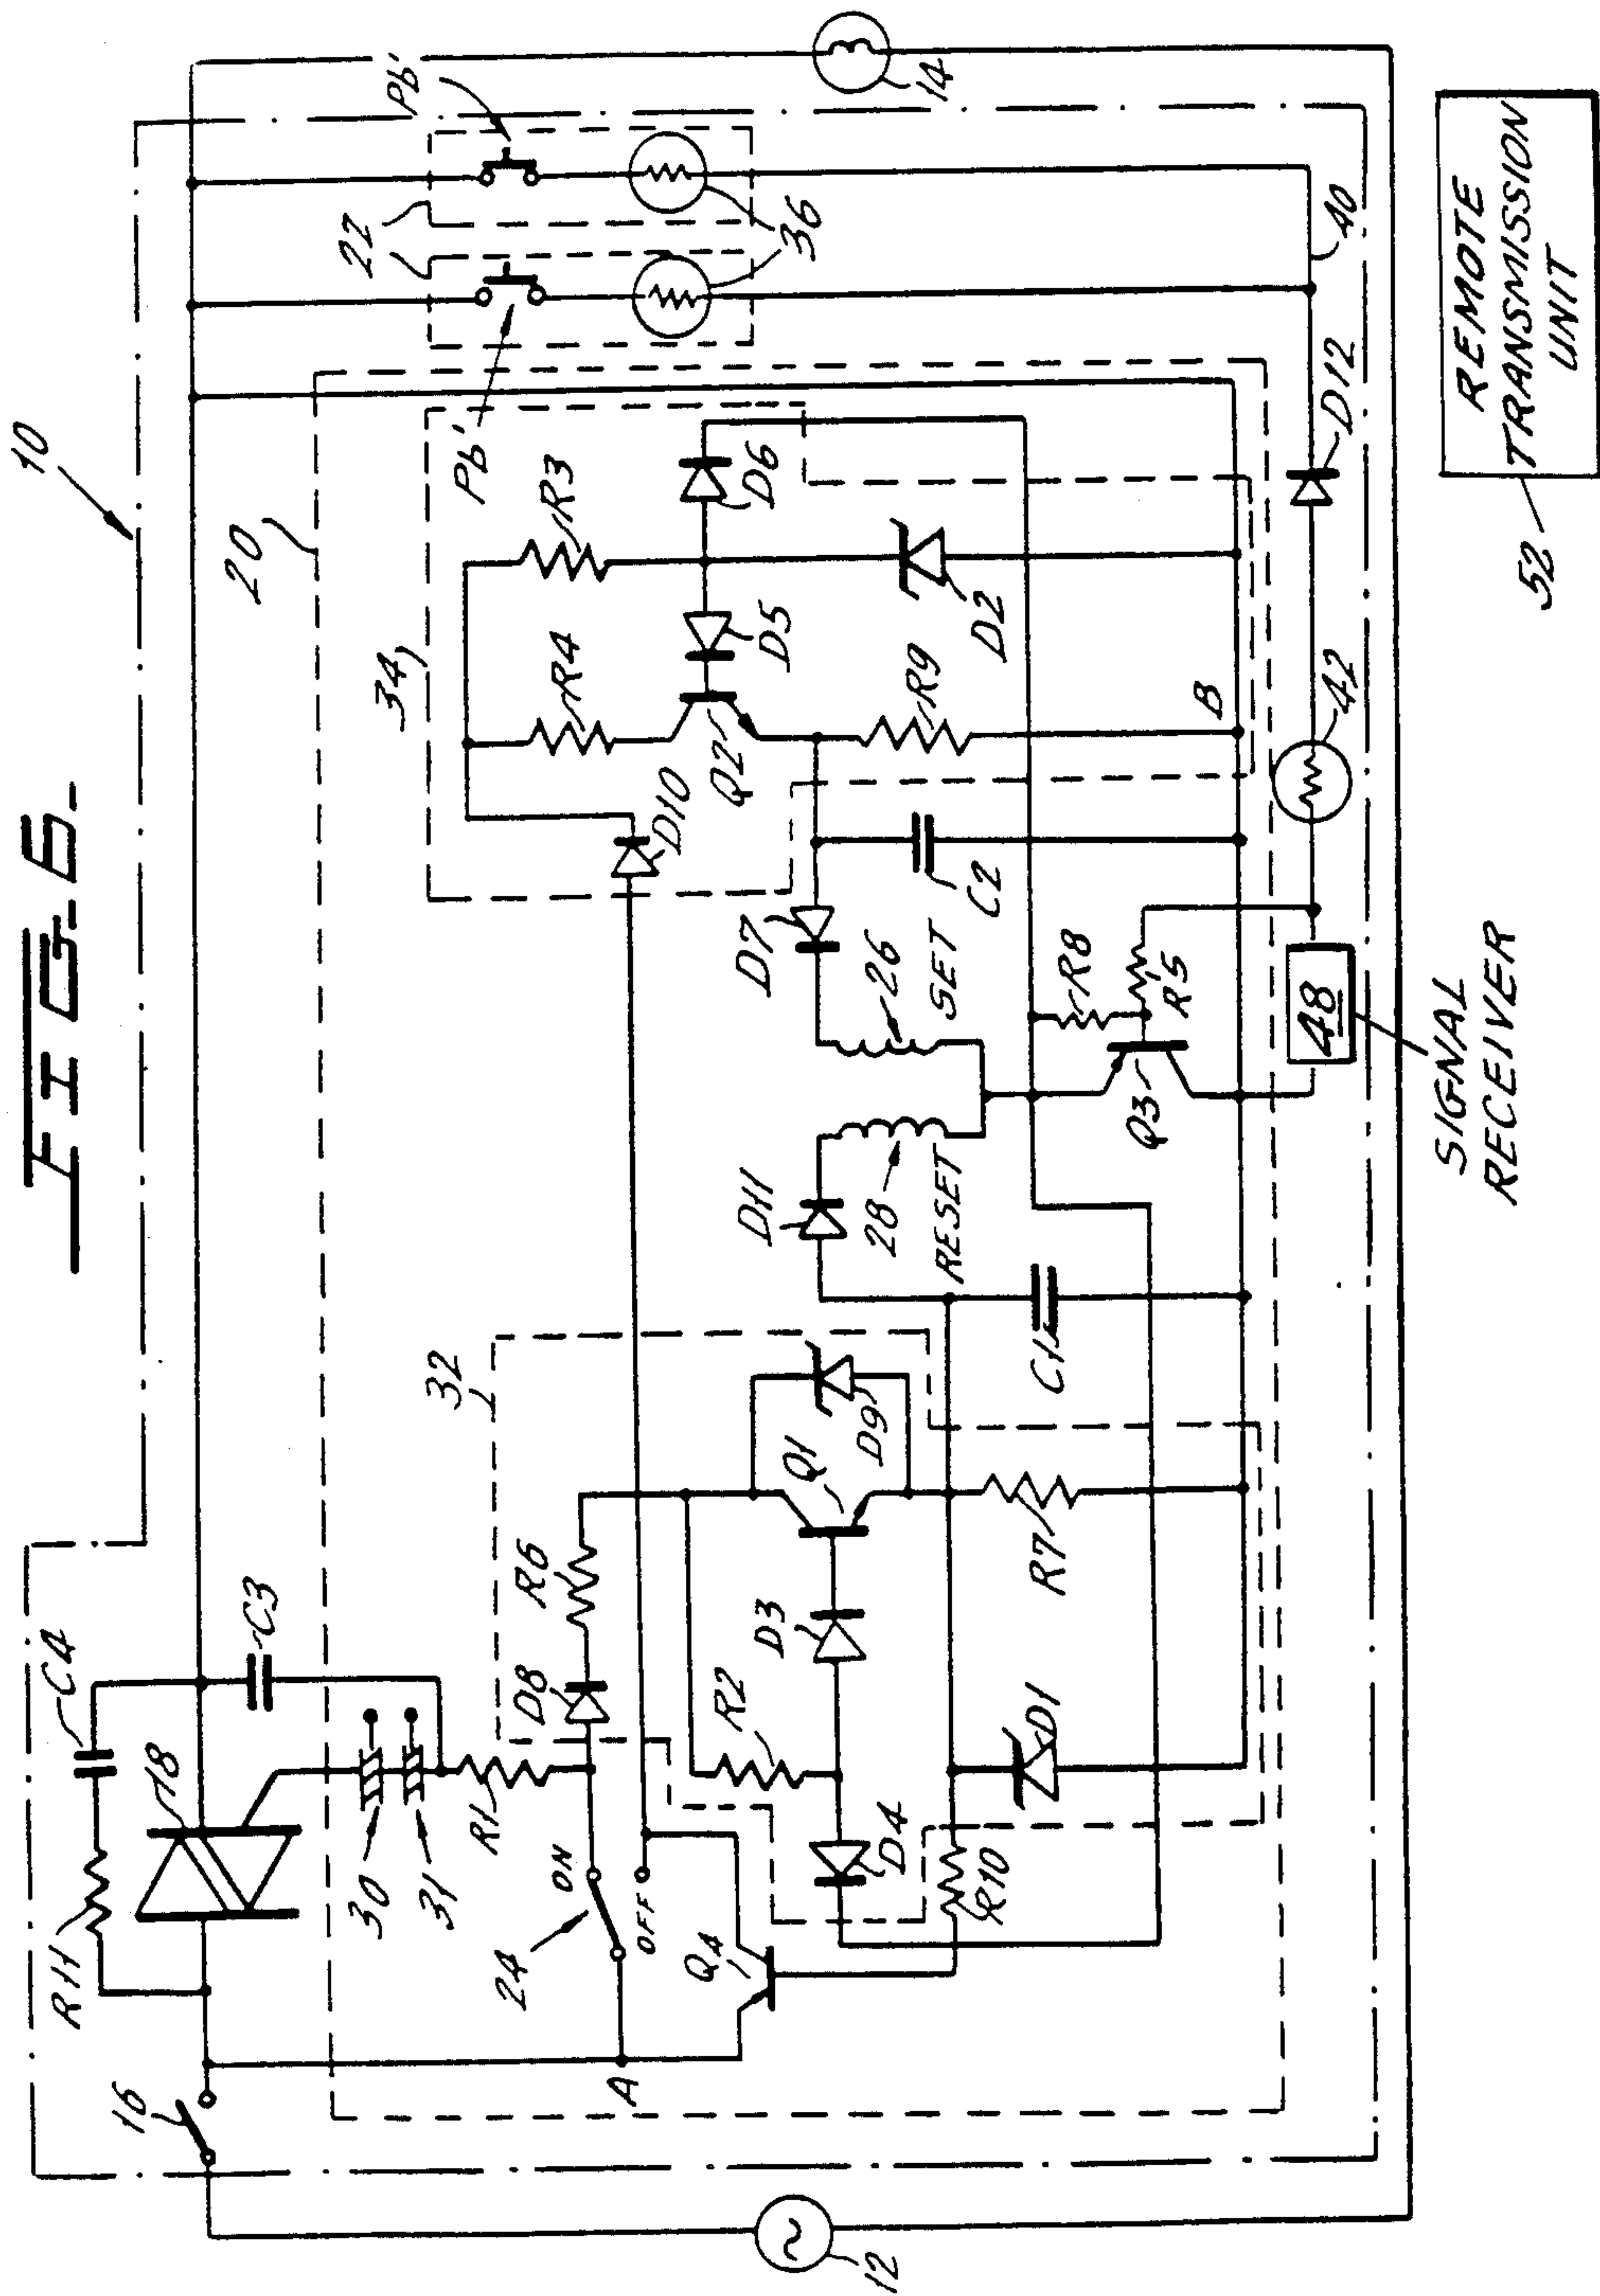 FIG. 6.
10
20
22
Pb'
14
16
R11
C4
18
C3
30
31
R1
D8
R6
32
24
ON
OFF
A
Q4
R2
D3
Q1
D9
D4
R10
D1
R7
C1
D11
28
RESET
D7
26
SET
C2
D10
34
R4
R3
Pb'
Q2
D5
D6
D2
R9
B
R8
R5
Q3
48
SIGNAL
RECEIVER
42
D12
36
40
12
52
REMOTE
TRANSMISSION
UNIT